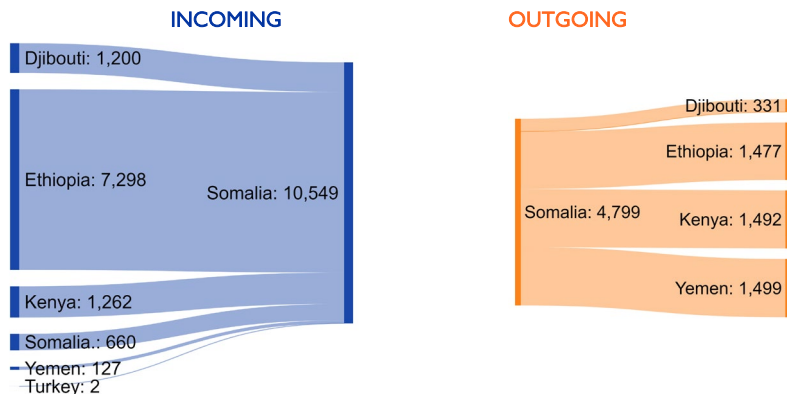 INCOMING
Djibouti: 1,200
Ethiopia: 7,298
Somalia: 10,549
Kenya: 1,262
Somalia.: 660
Yemen: 127
Turkey: 2
OUTGOING
Djibouti: 331
Ethiopia: 1,477
Somalia: 4,799
Kenya: 1,492
Yemen: 1,499